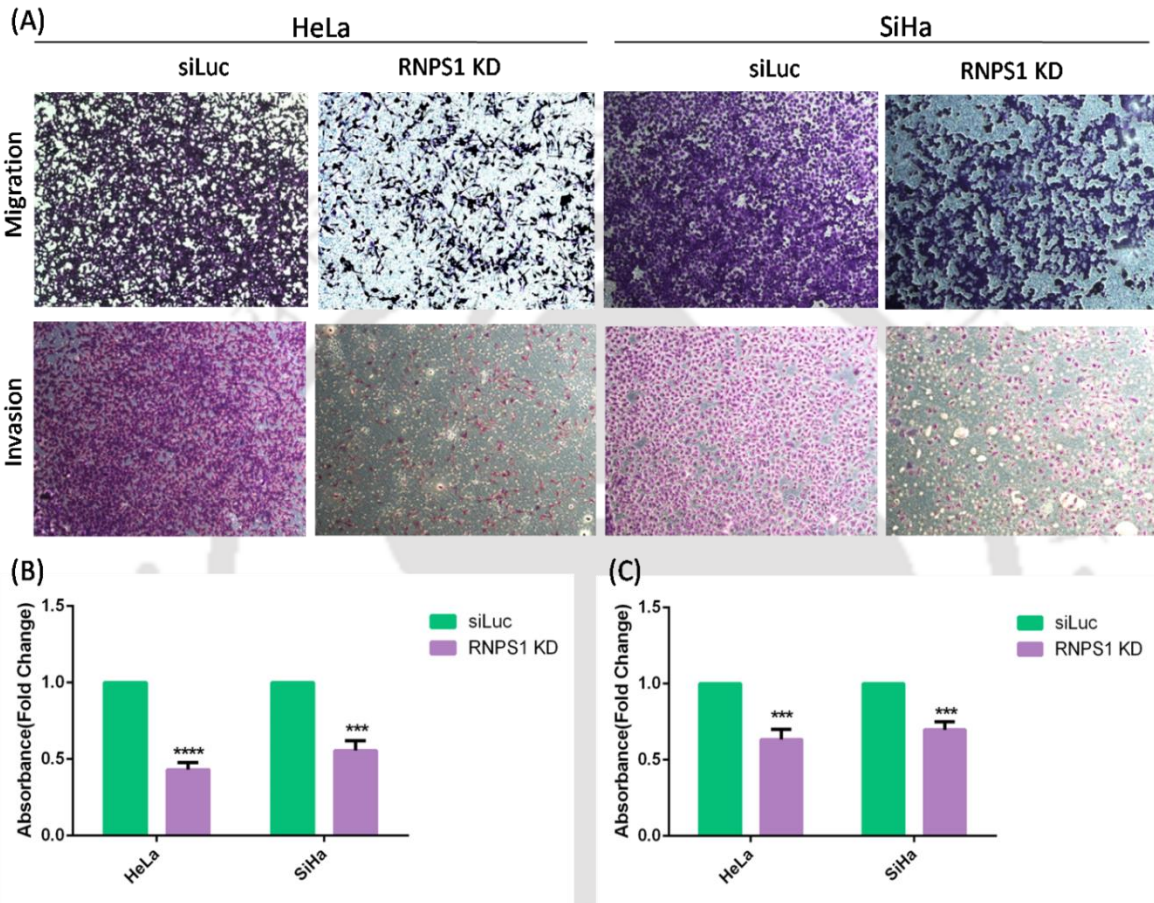 (A)
HeLa
SiHa
siLuc
RNPS1 KD
siLuc
RNPS1 KD
Migration
Invasion
(B)
Absorbance(Fold Change)
1.5
1.0
0.5
0.0
****
***
HeLa
SiHa
siLuc
RNPS1 KD
(C)
Absorbance(Fold Change)
1.5
1.0
0.5
0.0
***
***
HeLa
SiHa
siLuc
RNPS1 KD